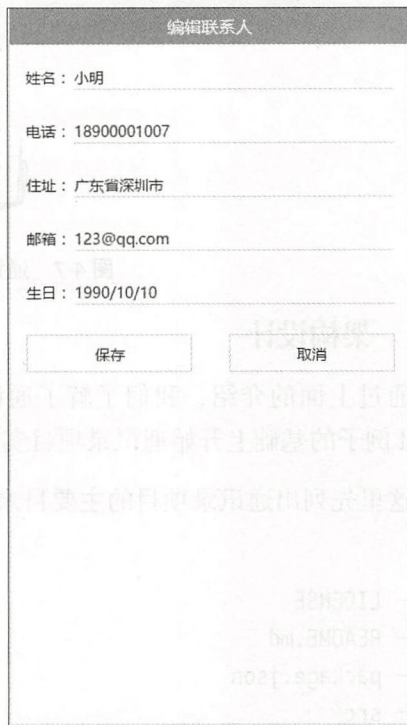 编辑联系人
姓名：小明
电话：18900001007
住址：广东省深圳市
邮箱：123@qq.com
生日：1990/10/10
保存 取消